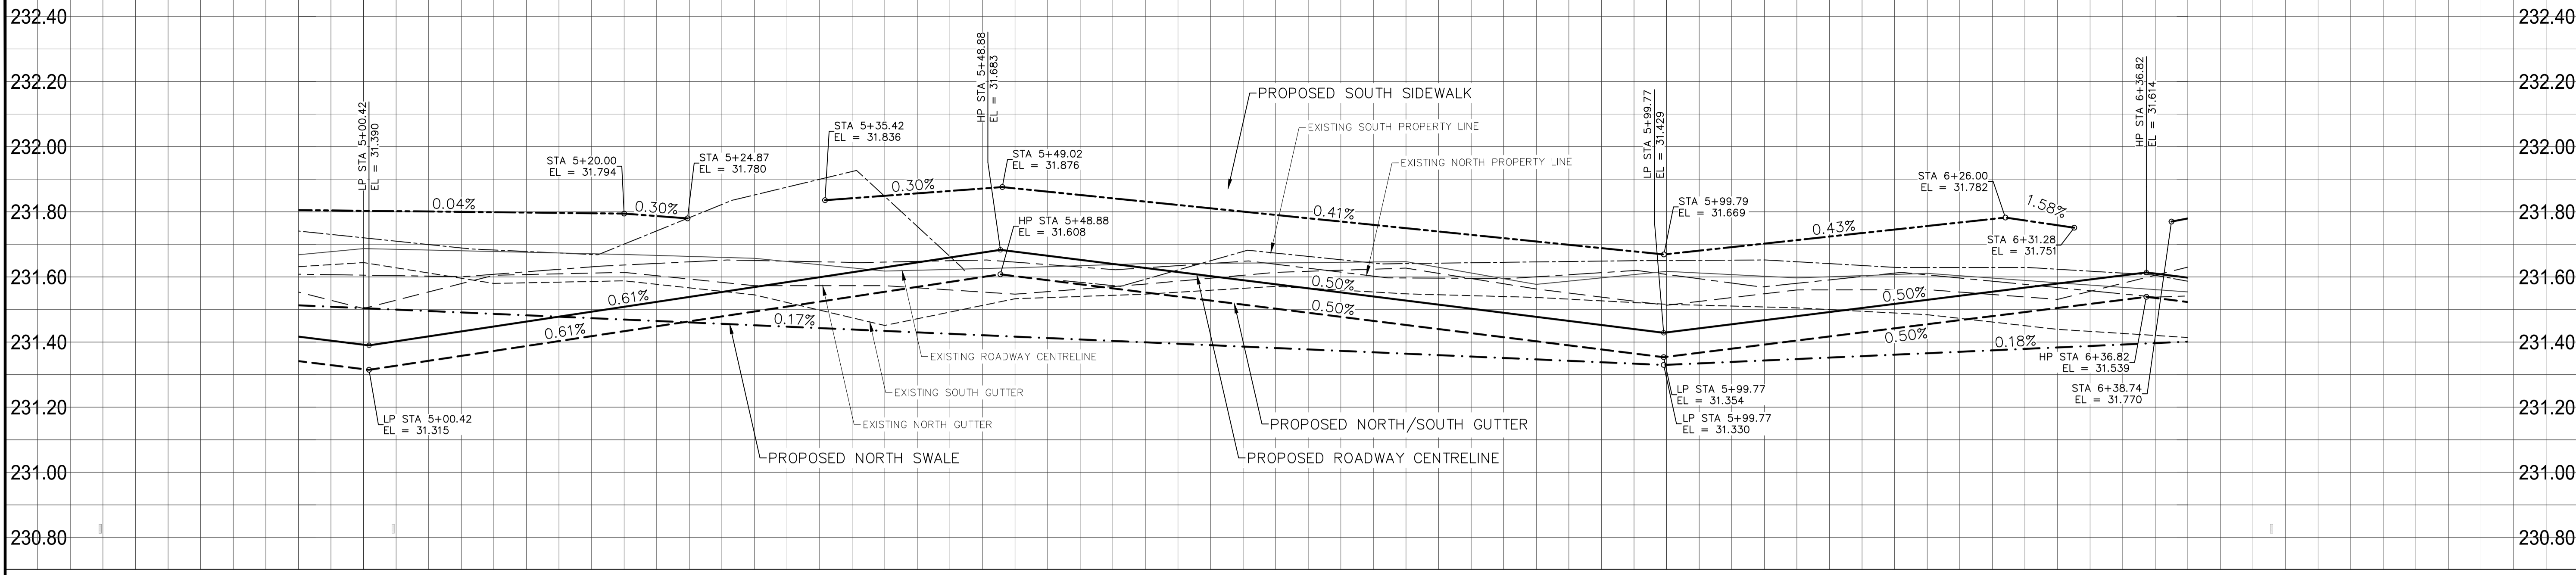 232.40
232.40
232.20
232.20
232.00
232.00
231.80
231.80
231.60
231.60
231.40
231.40
231.20
231.20
231.00
231.00
230.80
230.80
LP STA 5+00.42
EL = 31.390
0.04%
STA 5+20.00
EL = 31.794
0.30%
STA 5+24.87
EL = 31.780
STA 5+35.42
EL = 31.836
0.30%
HP STA 5+48.88
EL = 31.683
STA 5+49.02
EL = 31.876
HP STA 5+48.88
EL = 31.608
PROPOSED SOUTH SIDEWALK
EXISTING SOUTH PROPERTY LINE
EXISTING NORTH PROPERTY LINE
0.41%
LP STA 5+99.77
EL = 31.429
STA 5+99.79
EL = 31.669
0.43%
STA 6+26.00
EL = 31.782
1.58%
STA 6+31.28
EL = 31.751
HP STA 6+36.82
EL = 31.614
0.61%
0.61%
0.17%
0.50%
0.50%
0.50%
0.50%
0.18%
EXISTING ROADWAY CENTRELINE
EXISTING SOUTH GUTTER
EXISTING NORTH GUTTER
PROPOSED NORTH SWALE
PROPOSED NORTH/SOUTH GUTTER
PROPOSED ROADWAY CENTRELINE
LP STA 5+00.42
EL = 31.315
LP STA 5+99.77
EL = 31.354
LP STA 5+99.77
EL = 31.330
HP STA 6+36.82
EL = 31.539
STA 6+38.74
EL = 31.770